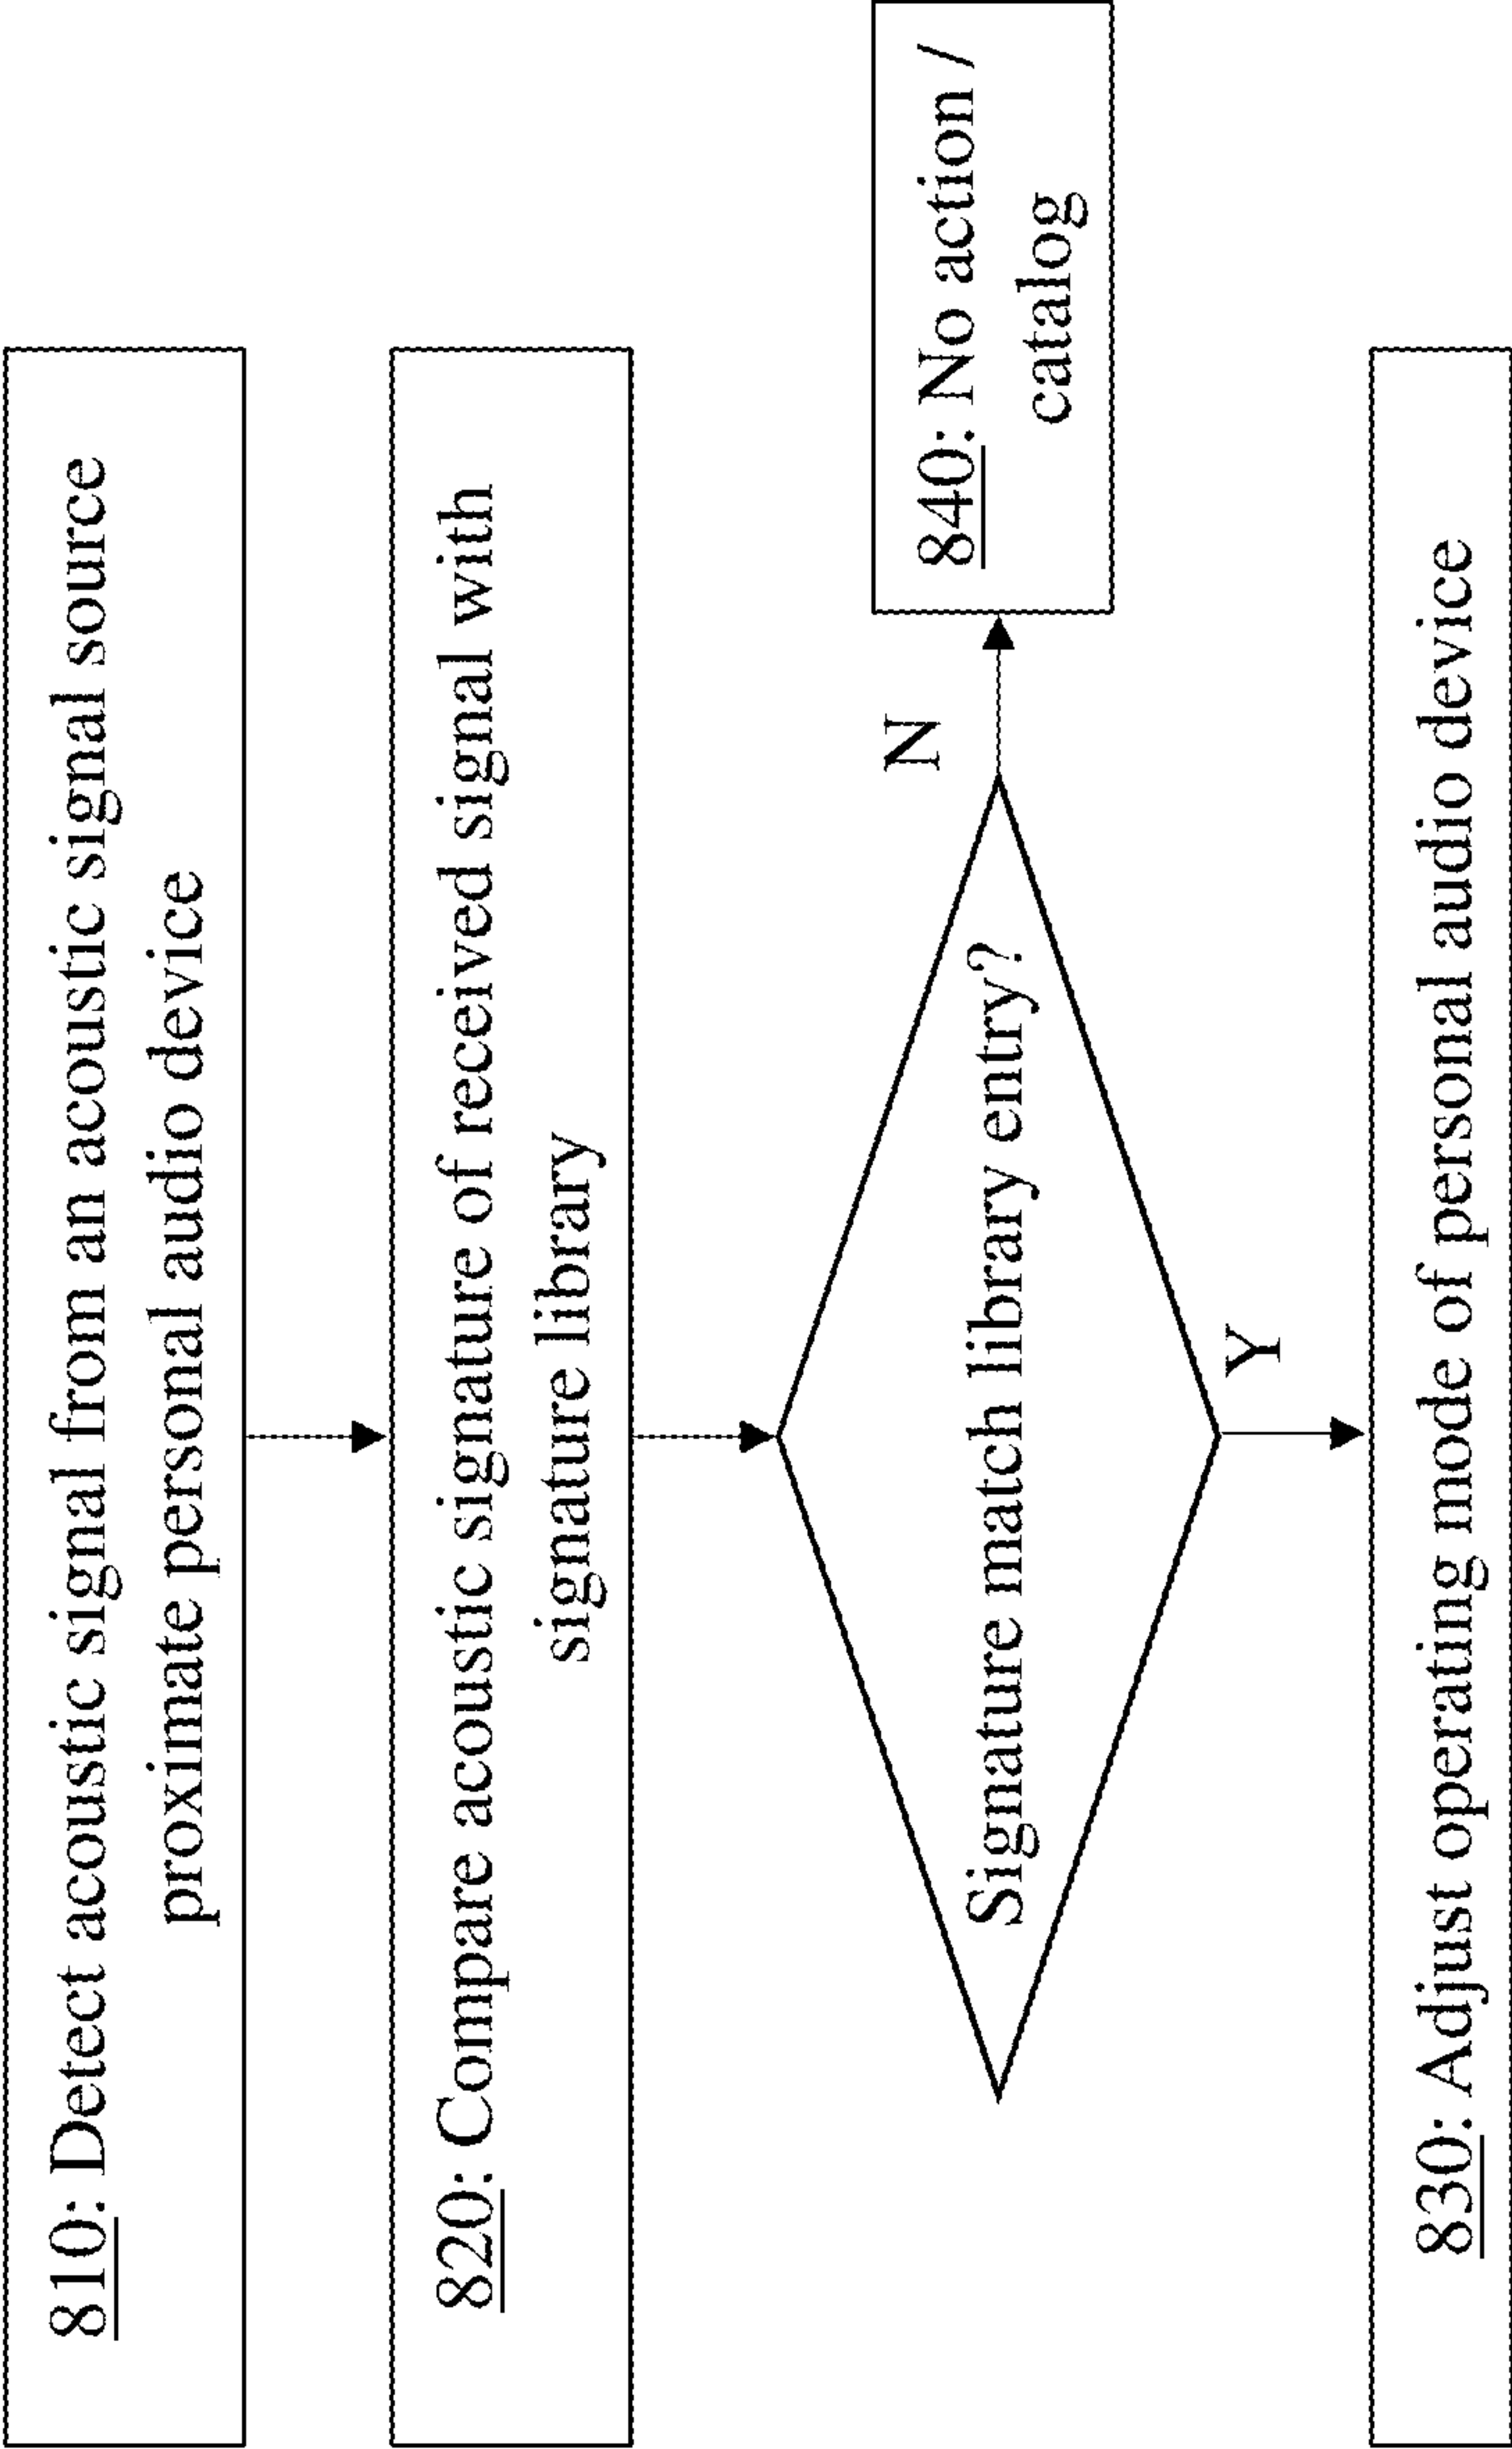 810: Detect acoustic signal from an acoustic signal source
proximate personal audio device
820: Compare acoustic signature of received signal with
signature library
Signature match library entry?
N
840: No action /
catalog
Y
830: Adjust operating mode of personal audio device